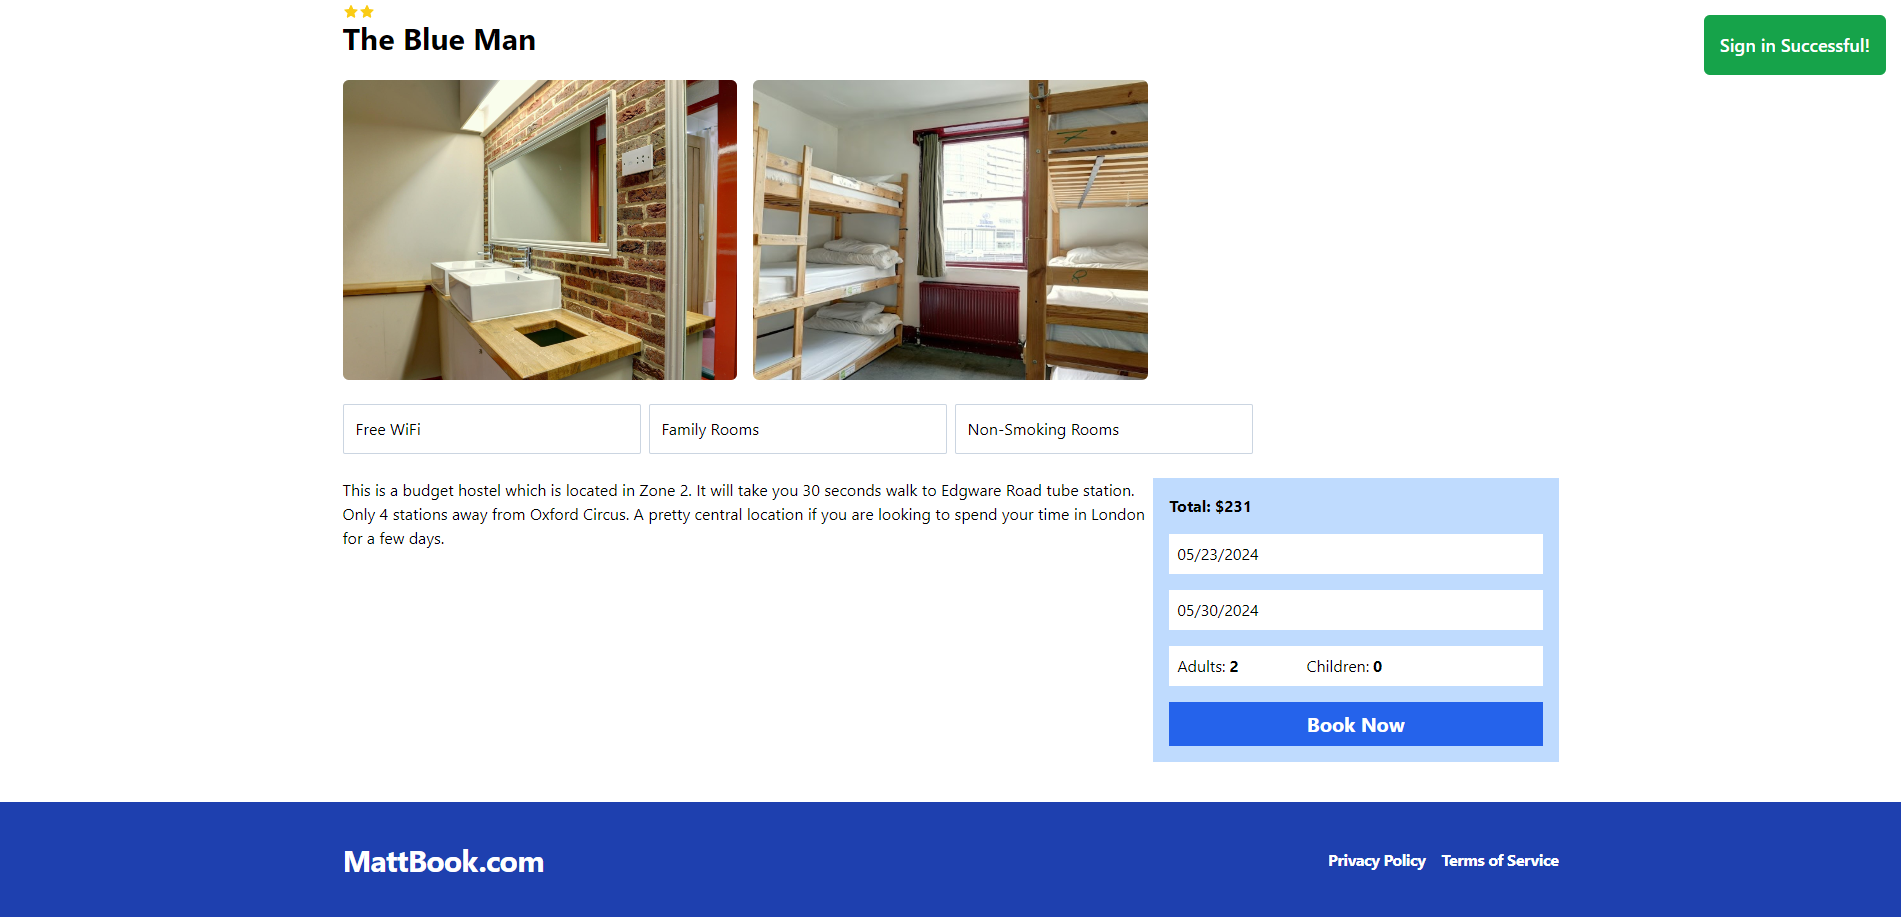 The Blue Man
Sign in Successful!
Free WiFi
Family Rooms
Non-Smoking Rooms
This is a budget hostel which is located in Zone 2. It will take you 30 seconds walk to Edgware Road tube station.
Only 4 stations away from Oxford Circus. A pretty central location if you are looking to spend your time in London
for a few days.
Total: $231
05/23/2024
05/30/2024
Adults: 2 Children: 0
Book Now
MattBook.com
Privacy Policy Terms of Service